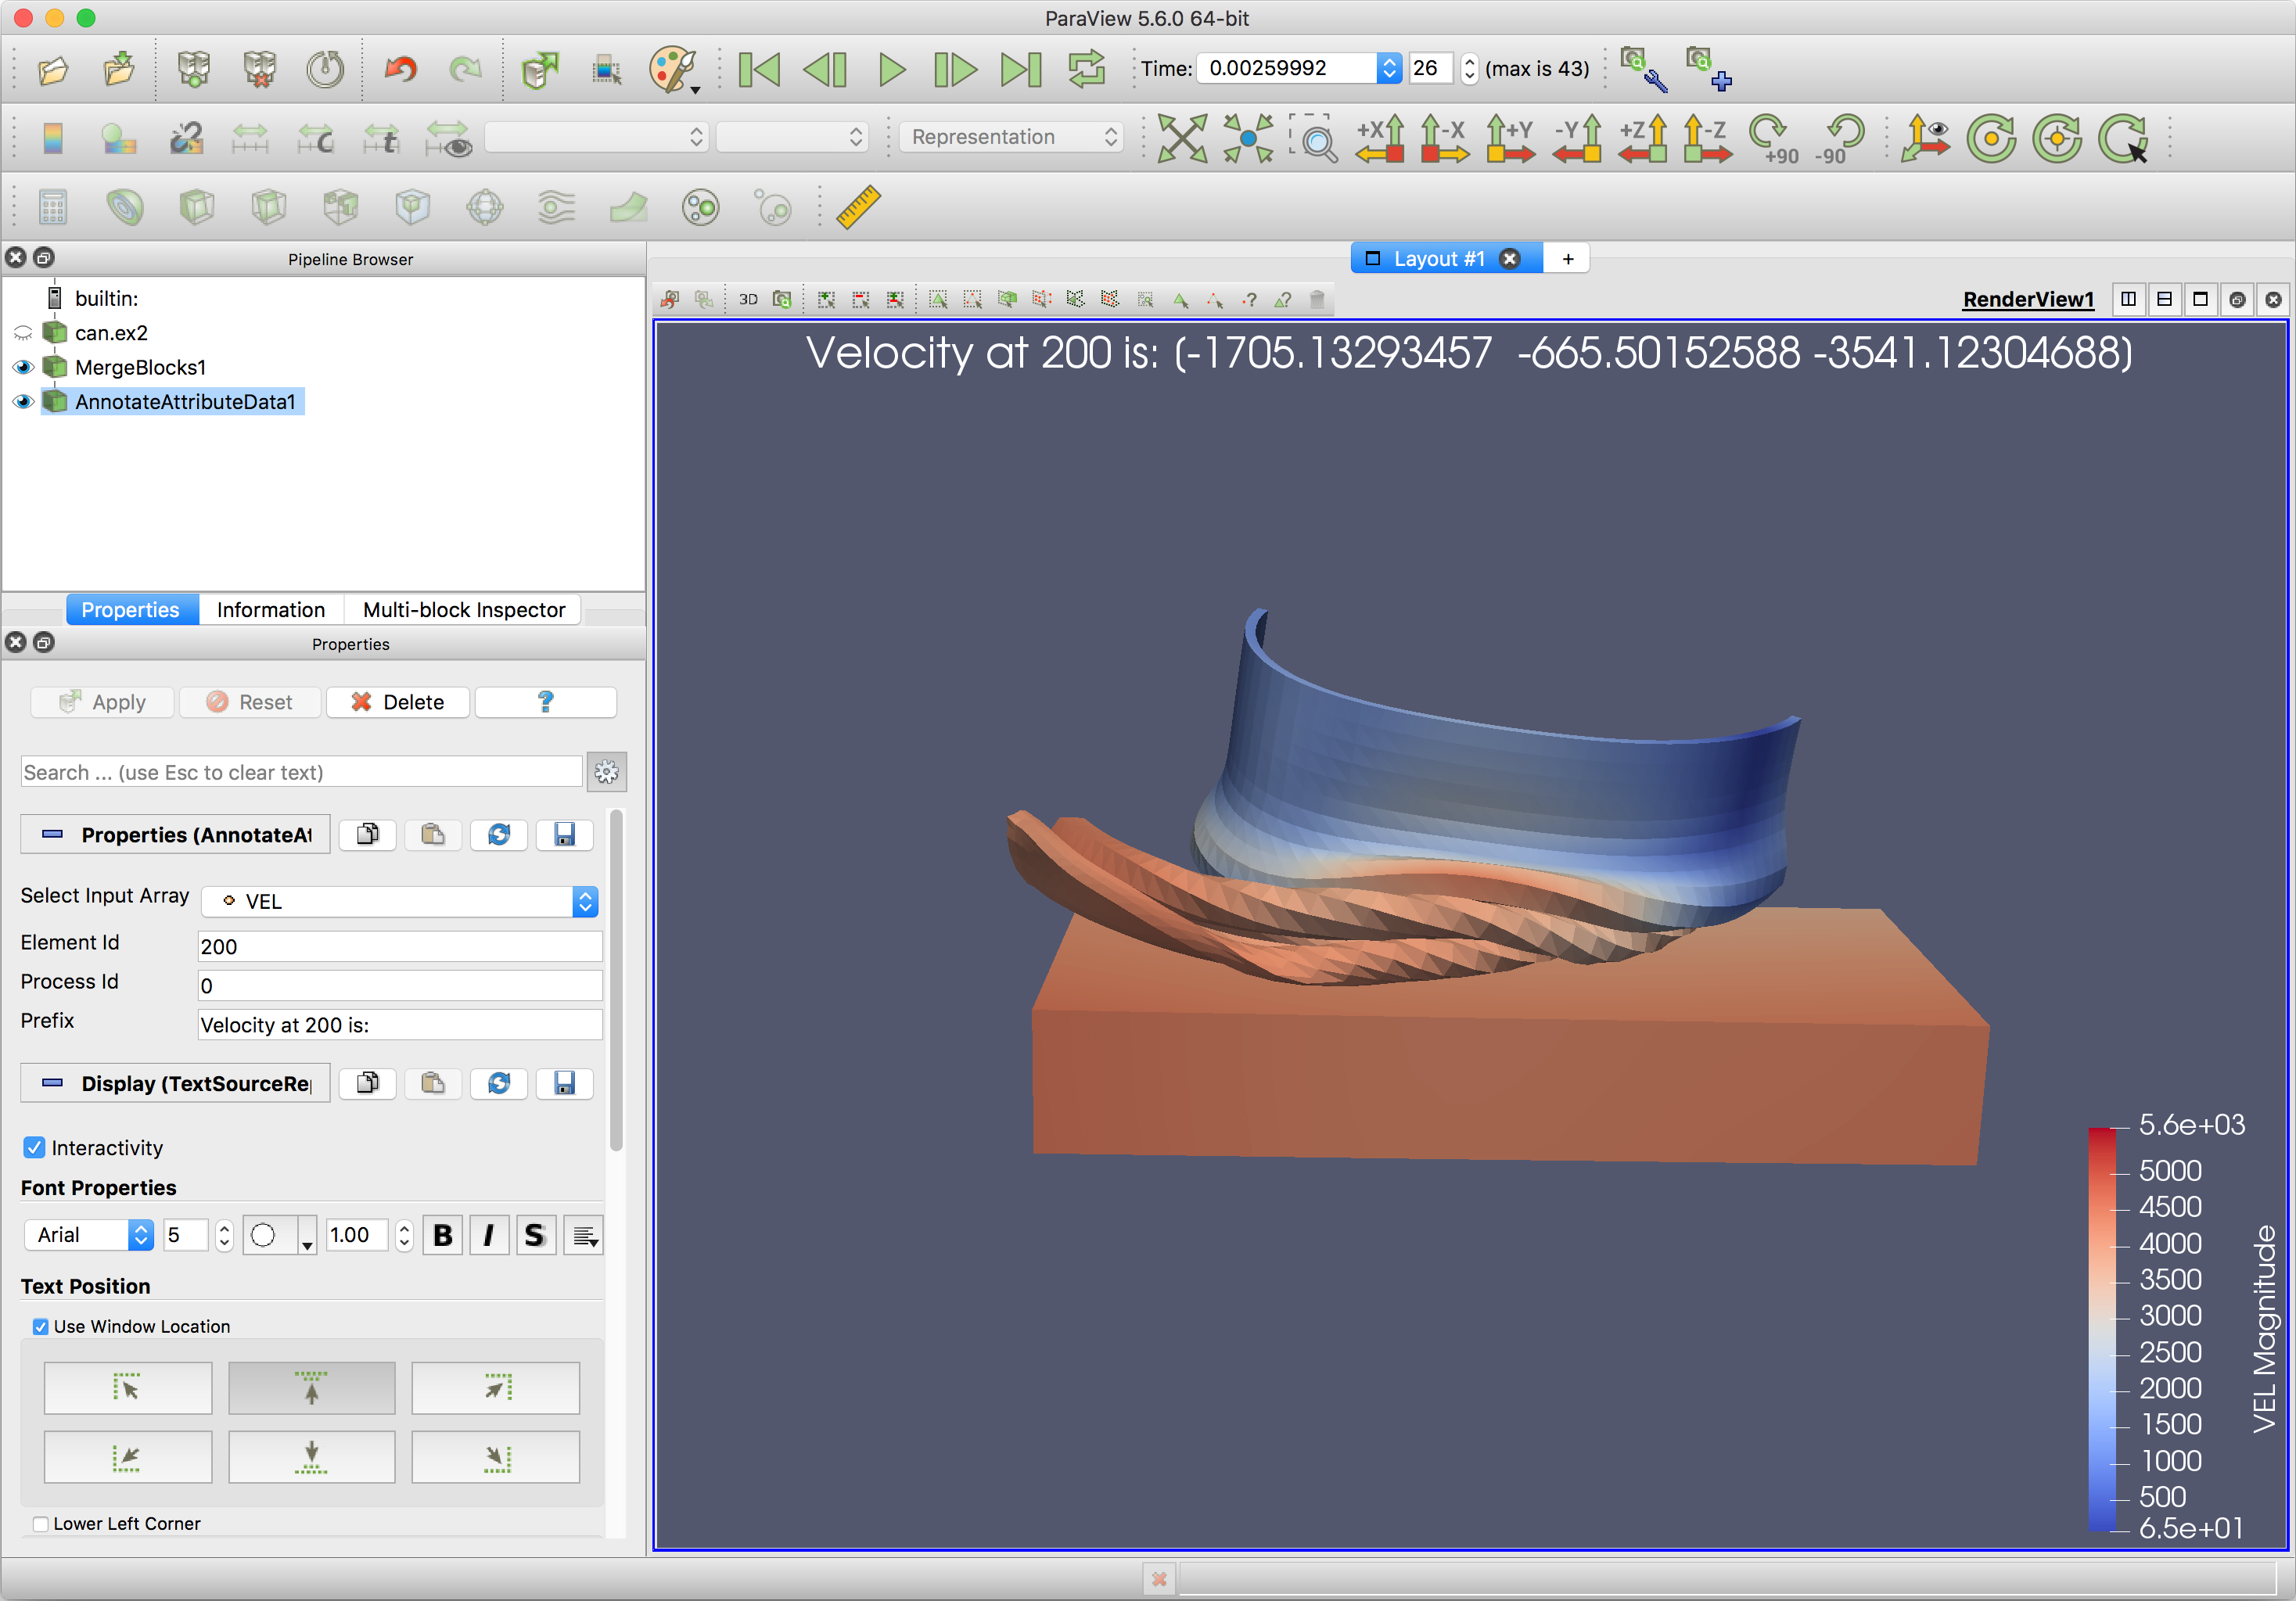 ParaView 5.6.0 64-bit
Time: 0.00259992 26 (max is 43)
Representation +X -X +Y -Y +Z -Z +90 -90
Pipeline Browser
builtin:
can.ex2
MergeBlocks1
AnnotateAttributeData1
Properties Information Multi-block Inspector
Properties
Apply Reset Delete ?
Search ... (use Esc to clear text)
Properties (AnnotateAt
Select Input Array VEL
Element Id 200
Process Id 0
Prefix Velocity at 200 is:
Display (TextSourceRe
Interactivity
Font Properties
Arial 5 1.00 B I S
Text Position
Use Window Location
Lower Left Corner
Layout #1 +
3D RenderView1
Velocity at 200 is: (-1705.13293457 -665.50152588 -3541.12304688)
5.6e+03
5000
4500
4000
3500
3000
2500
2000
1500
1000
500
6.5e+01
VEL Magnitude